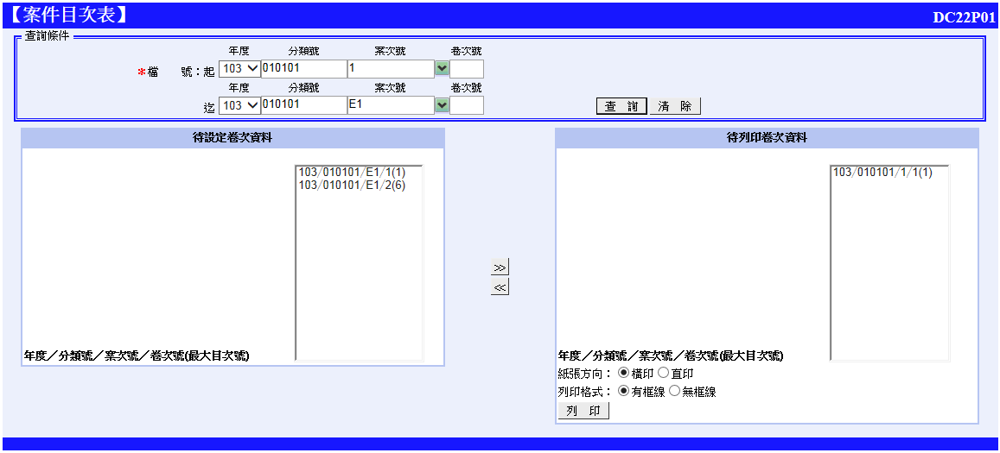 【案件目次表】 DC22P01
查詢條件
年度 分類號 案次號 卷次號
*檔 號：起 103 010101 1
年度 分類號 案次號 卷次號
迄 103 010101 E1 查 詢 清 除
待設定卷次資料
103/010101/E1/1(1)
103/010101/E1/2(6)
年度／分類號／案次號／卷次號(最大目次號)
>>
<<
待列印卷次資料
103/010101/1/1(1)
年度／分類號／案次號／卷次號(最大目次號)
紙張方向： 橫印 直印
列印格式： 有框線 無框線
列 印